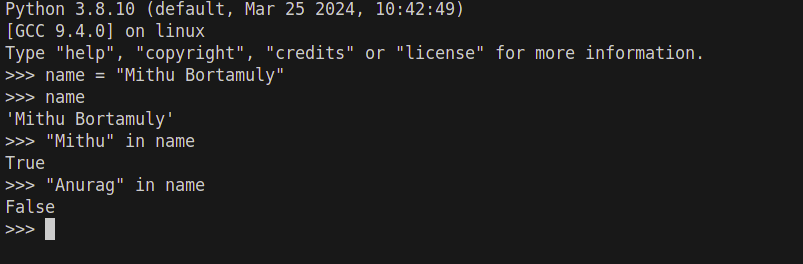 Python 3.8.10 (default, Mar 25 2024, 10:42:49)
[GCC 9.4.0] on linux
Type "help", "copyright", "credits" or "license" for more information.
>>> name = "Mithu Bortamuly"
>>> name
'Mithu Bortamuly'
>>> "Mithu" in name
True
>>> "Anurag" in name
False
>>>